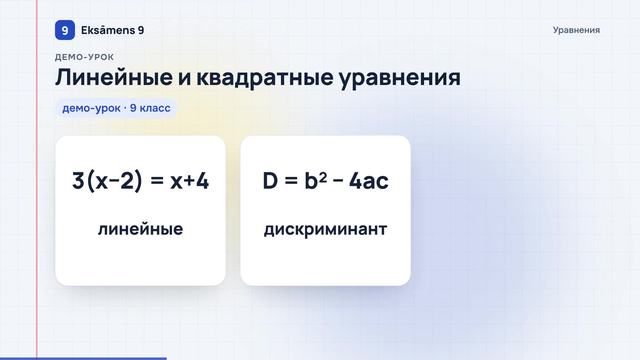 9 Eksāmens 9
Уравнения
ДЕМО-УРОК
Линейные и квадратные уравнения
демо-урок · 9 класс
3(x−2) = x+4
линейные
D = b² − 4ac
дискриминант